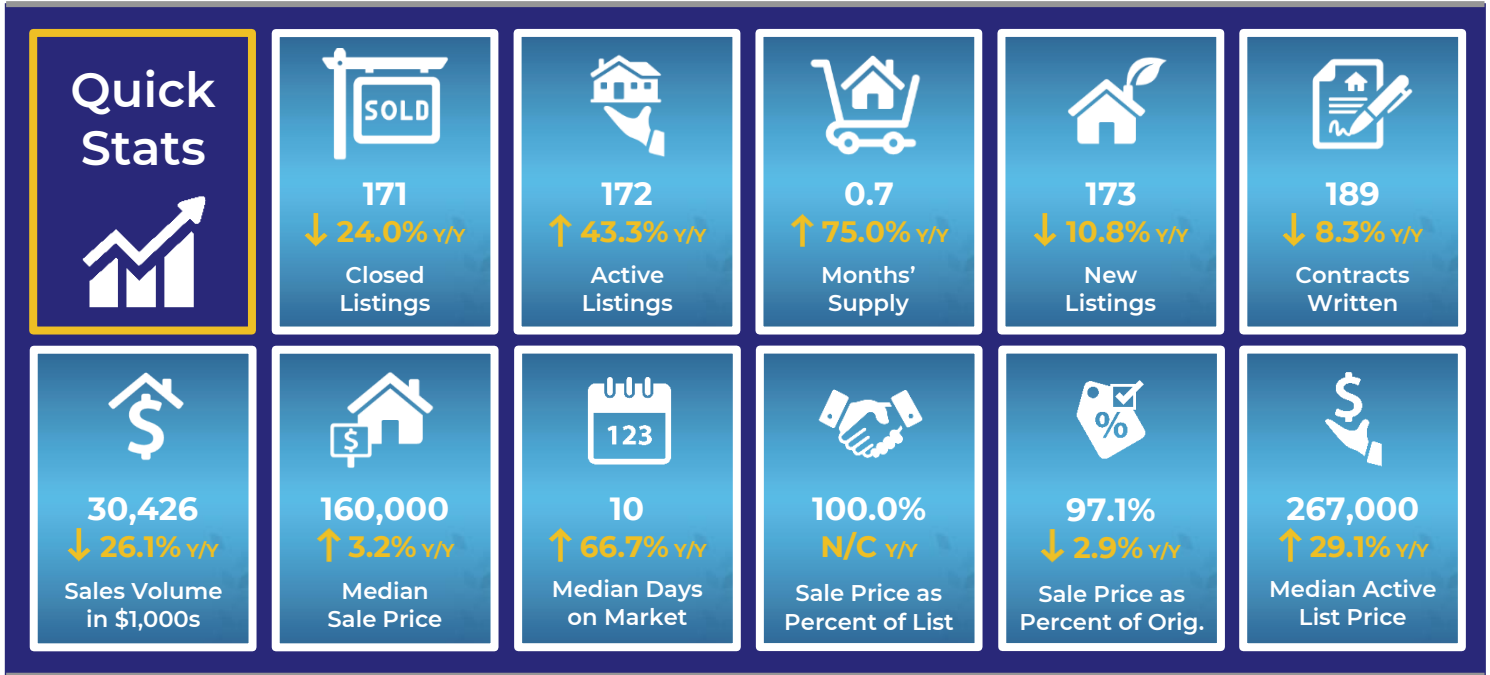 Quick
Stats
SOLD
171
↓ 24.0% Y/Y
Closed
Listings
172
↑ 43.3% Y/Y
Active
Listings
0.7
↑ 75.0% Y/Y
Months’
Supply
173
↓ 10.8% Y/Y
New
Listings
189
↓ 8.3% Y/Y
Contracts
Written
$
30,426
↓ 26.1% Y/Y
Sales Volume
in $1,000s
$
160,000
↑ 3.2% Y/Y
Median
Sale Price
123
10
↑ 66.7% Y/Y
Median Days
on Market
100.0%
N/C Y/Y
Sale Price as
Percent of List
%
97.1%
↓ 2.9% Y/Y
Sale Price as
Percent of Orig.
$
267,000
↑ 29.1% Y/Y
Median Active
List Price